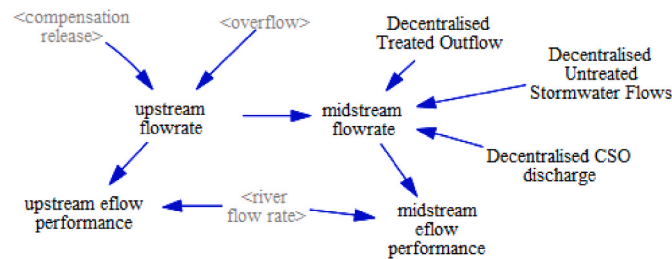 <compensation
release>
<overflow>
Decentralised
Treated Outflow
Decentralised
Untreated
Stormwater Flows
upstream
flowrate
midstream
flowrate
Decentralised CSO
discharge
upstream eflow
performance
<river
flow rate>
midstream
eflow
performance